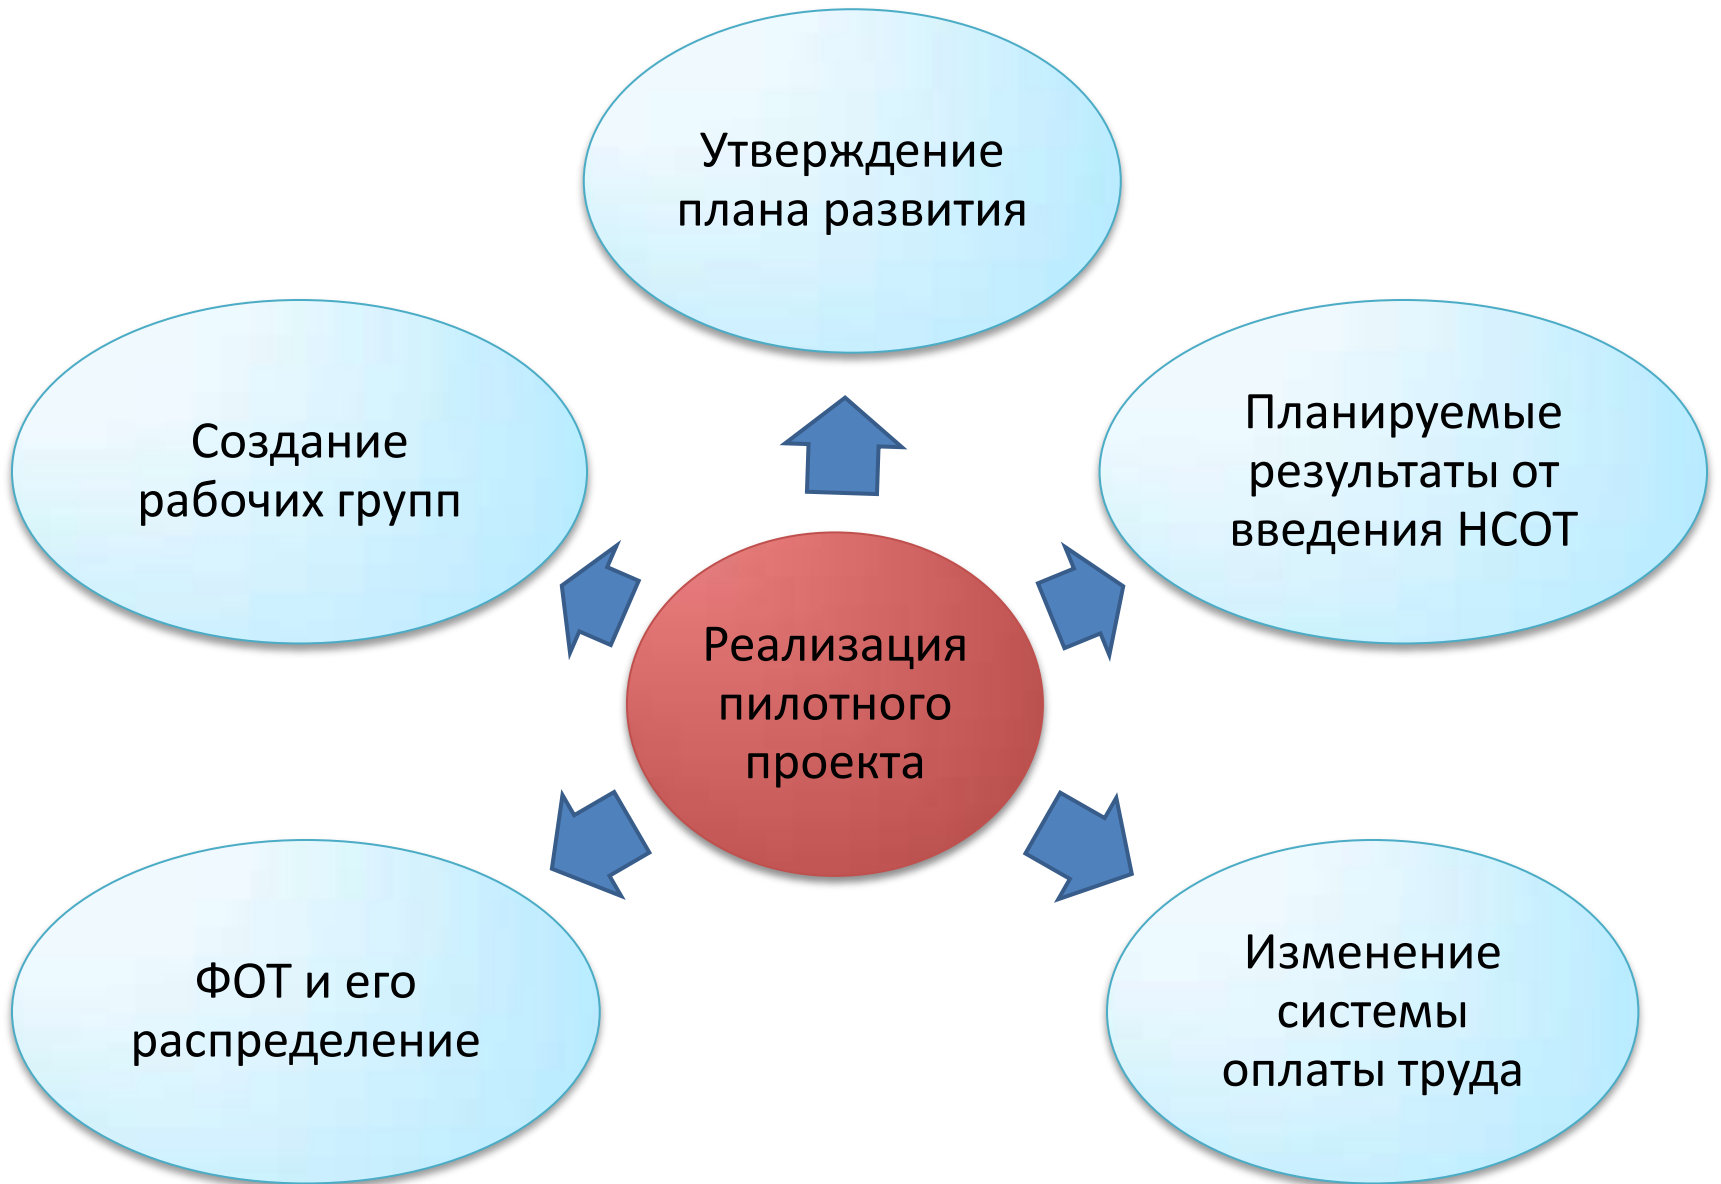 Утверждение
плана развития
Создание
рабочих групп
Планируемые
результаты от
введения НСОТ
Реализация
пилотного
проекта
ФОТ и его
распределение
Изменение
системы
оплаты труда